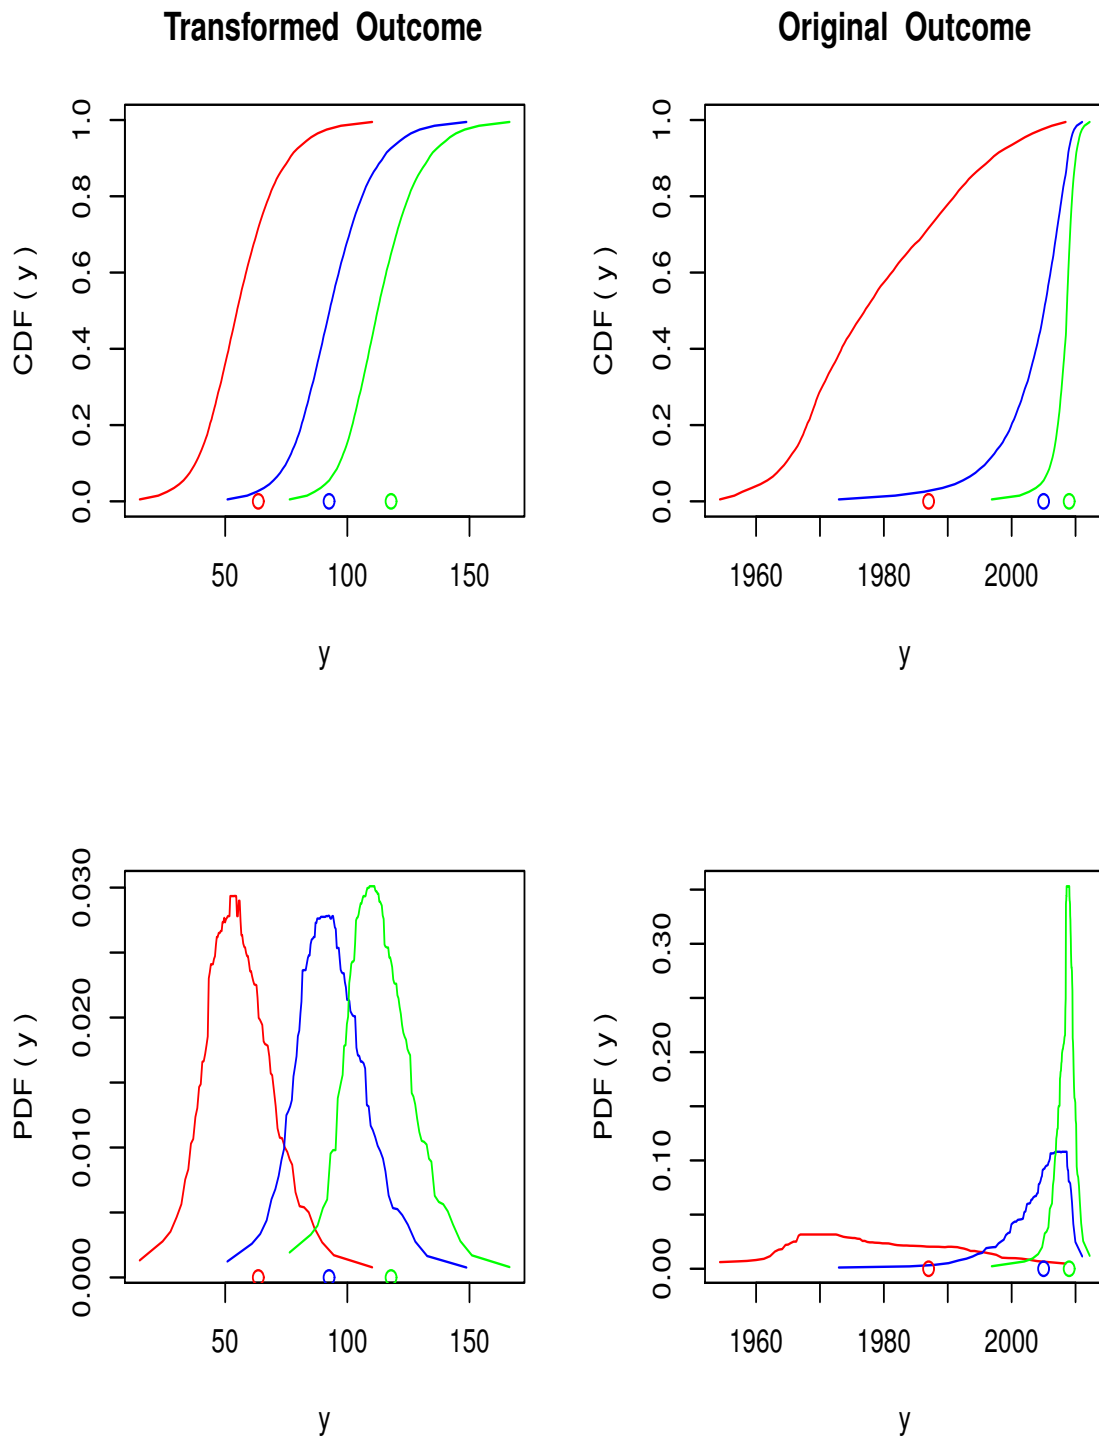 Transformed Outcome
CDF ( y )
0.0 0.2 0.4 0.6 0.8 1.0
50 100 150
y
Original Outcome
CDF ( y )
0.0 0.2 0.4 0.6 0.8 1.0
1960 1980 2000
y
PDF ( y )
0.000 0.010 0.020 0.030
50 100 150
y
PDF ( y )
0.00 0.10 0.20 0.30
1960 1980 2000
y